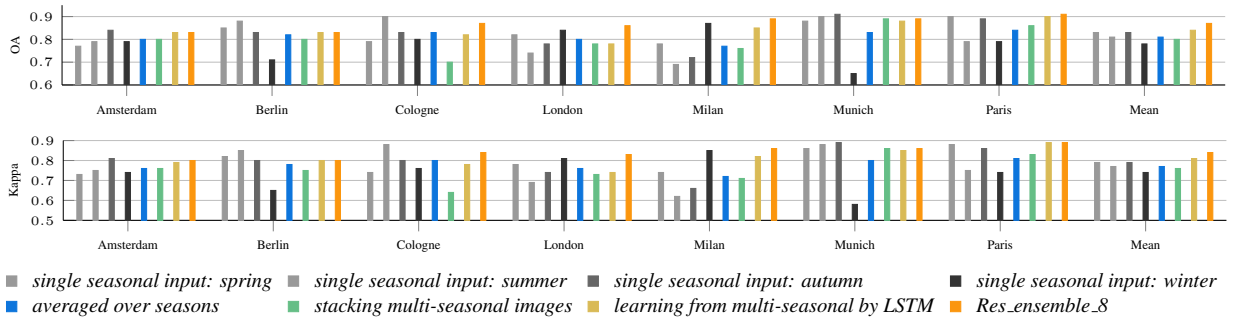 0.9
0.8
0.7
0.6
OA
Amsterdam Berlin Cologne London Milan Munich Paris Mean
0.9
0.8
0.7
0.6
0.5
Kappa
Amsterdam Berlin Cologne London Milan Munich Paris Mean
single seasonal input: spring single seasonal input: summer single seasonal input: autumn single seasonal input: winter
averaged over seasons stacking multi-seasonal images learning from multi-seasonal by LSTM Res_ensemble_8